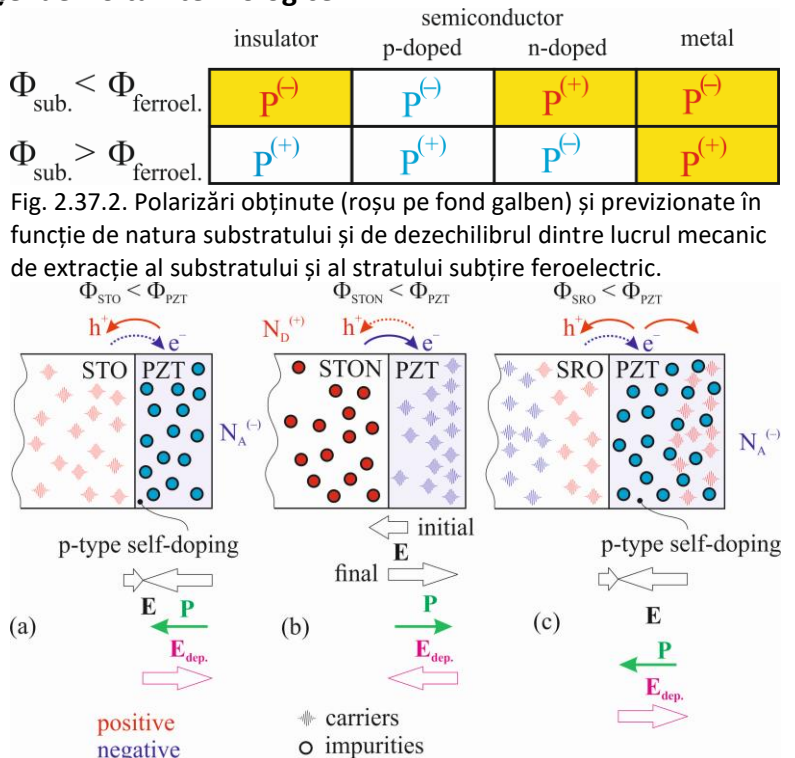 semiconductor
insulator p-doped n-doped metal
Φsub. < Φferroel. P(–) P(–) P(+) P(–)
Φsub. > Φferroel. P(+) P(+) P(–) P(+)
Fig. 2.37.2. Polarizări obținute (roșu pe fond galben) și previzionate în
funcție de natura substratului și de dezechilibrul dintre lucrul mecanic
de extracție al substratului și al stratului subțire feroelectric.
ΦSTO < ΦPZT ΦSTON < ΦPZT ΦSRO < ΦPZT
h+ e– ND(+) h+ e– h+ e–
STO PZT STON PZT SRO PZT
NA(–) NA(–)
p-type self-doping initial p-type self-doping
E
final
E P P E
(a) (b) (c)
Edep. Edep. P
Edep.
positive carriers
negative impurities